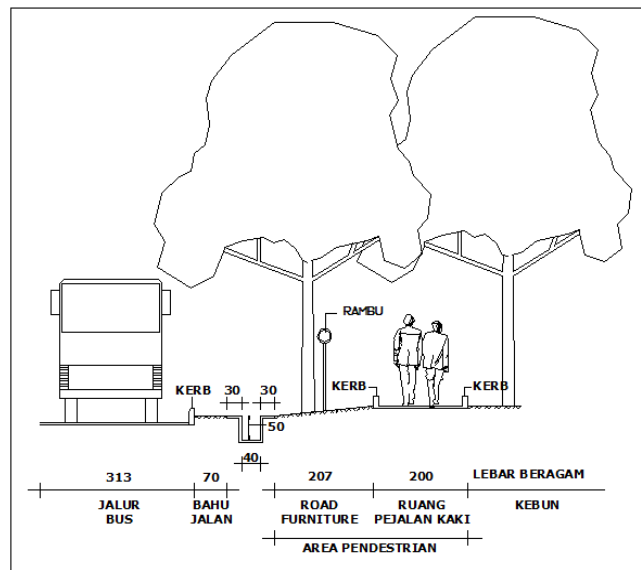 RAMBU
KERB
30
30
KERB
KERB
50
40
313
70
207
200
LEBAR BERAGAM
JALUR
BUS
BAHU
JALAN
ROAD
FURNITURE
RUANG
PEJALAN KAKI
KEBUN
AREA PENDESTRIAN